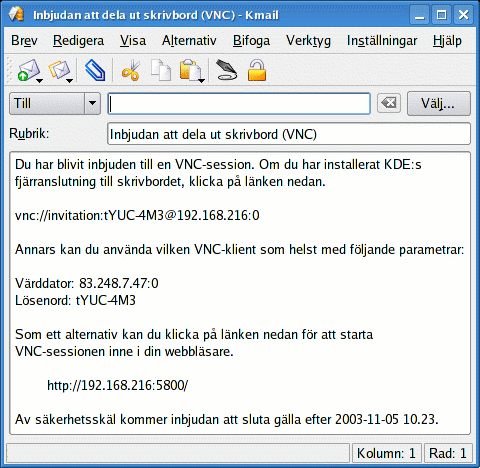 Inbjudan att dela ut skrivbord (VNC) - Kmail
Brev Redigera Visa Alternativ Bifoga Verktyg Inställningar Hjälp
Till Välj...
Rubrik: Inbjudan att dela ut skrivbord (VNC)
Du har blivit inbjuden till en VNC-session. Om du har installerat KDE:s
fjärranslutning till skrivbordet, klicka på länken nedan.
vnc://invitation:tYUC-4M3@192.168.216:0
Annars kan du använda vilken VNC-klient som helst med följande parametrar:
Värddator: 83.248.7.47:0
Lösenord: tYUC-4M3
Som ett alternativ kan du klicka på länken nedan för att starta
VNC-sessionen inne i din webbläsare.
http://192.168.216:5800/
Av säkerhetsskäl kommer inbjudan att sluta gälla efter 2003-11-05 10.23.
Kolumn: 1 Rad: 1